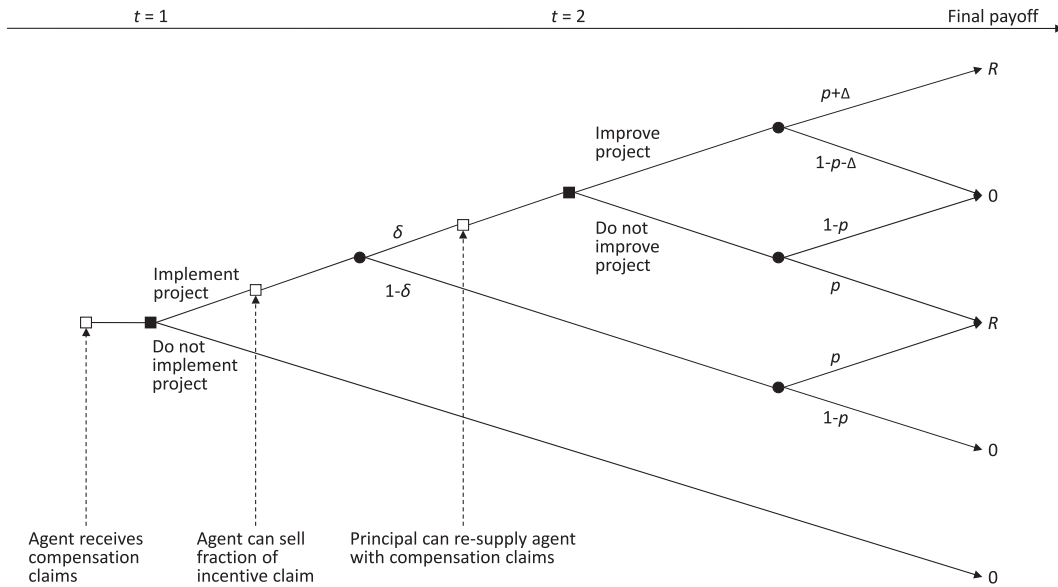 t = 1
t = 2
Final payoff
R
p+Δ
Improve
project
1-p-Δ
0
δ
Do not
improve
project
1-p
p
Implement
project
1-δ
R
Do not
implement
project
p
1-p
0
Agent receives
compensation
claims
Agent can sell
fraction of
incentive claim
Principal can re-supply agent
with compensation claims
0